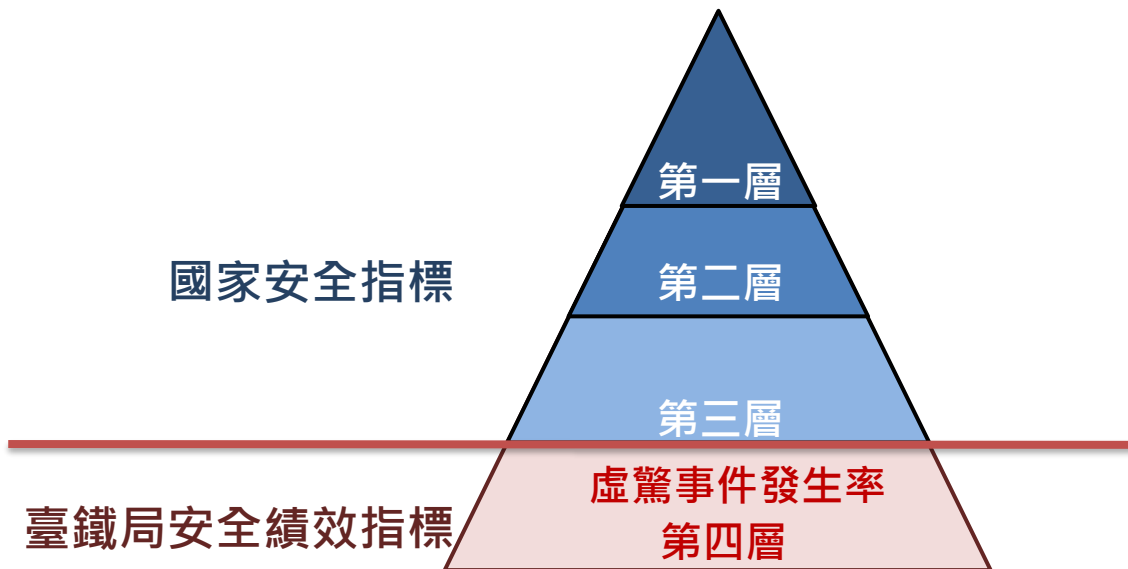 第一層
國家安全指標
第二層
第三層
虛驚事件發生率
臺鐵局安全績效指標
第四層